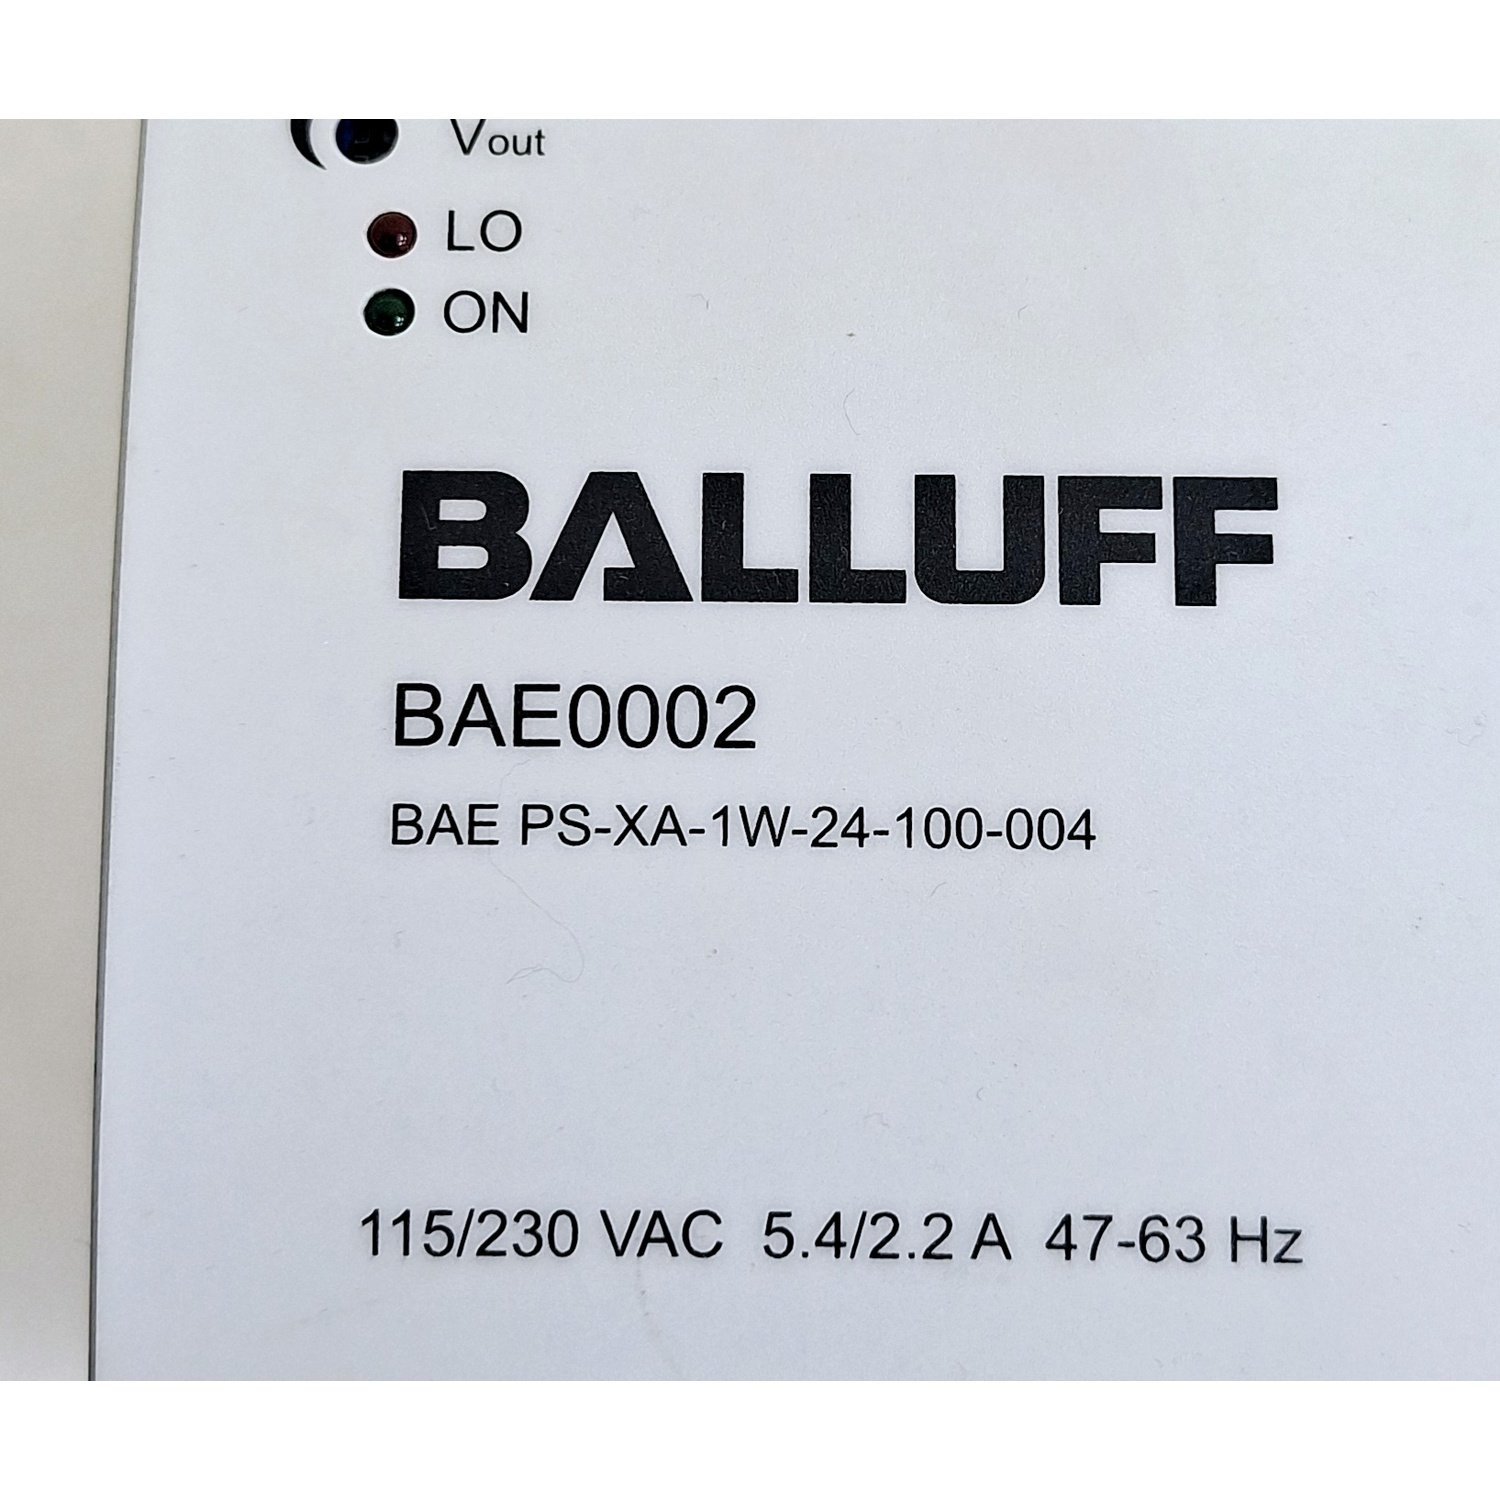 Vout
LO
ON
BALLUFF
BAE0002
BAE PS-XA-1W-24-100-004
115/230 VAC 5.4/2.2 A 47-63 Hz